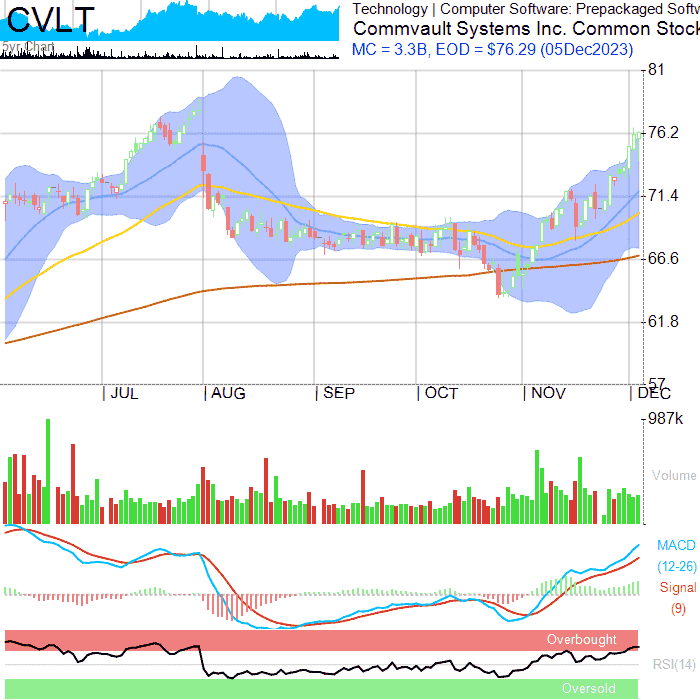 CVLT
5yr Chart
Technology | Computer Software: Prepackaged Softw
Commvault Systems Inc. Common Stock
MC = 3.3B, EOD = $76.29 (05Dec2023)
81
76.2
71.4
66.6
61.8
57
JUL AUG SEP OCT NOV DEC
987k
Volume
MACD
(12-26)
Signal
(9)
Overbought
RSI(14)
Oversold